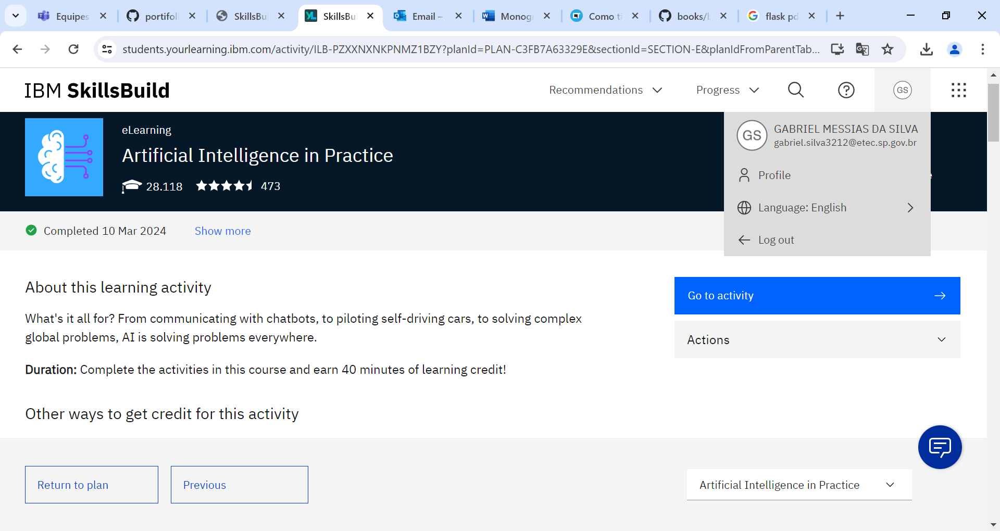 Equipes
portifoli
SkillsBu
SkillsBui
Email –
Monogr
Como ti
books/b
flask pd
students.yourlearning.ibm.com/activity/ILB-PZXXNXNKPNMZ1BZY?planId=PLAN-C3FB7A63329E&sectionId=SECTION-E&planIdFromParentTab...
IBM SkillsBuild
Recommendations
Progress
GS
GS
GABRIEL MESSIAS DA SILVA
gabriel.silva3212@etec.sp.gov.br
Profile
Language: English
Log out
eLearning
Artificial Intelligence in Practice
28.118
473
Completed 10 Mar 2024
Show more
About this learning activity
What's it all for? From communicating with chatbots, to piloting self-driving cars, to solving complex
global problems, AI is solving problems everywhere.
Duration: Complete the activities in this course and earn 40 minutes of learning credit!
Other ways to get credit for this activity
Go to activity
Actions
Return to plan
Previous
Artificial Intelligence in Practice